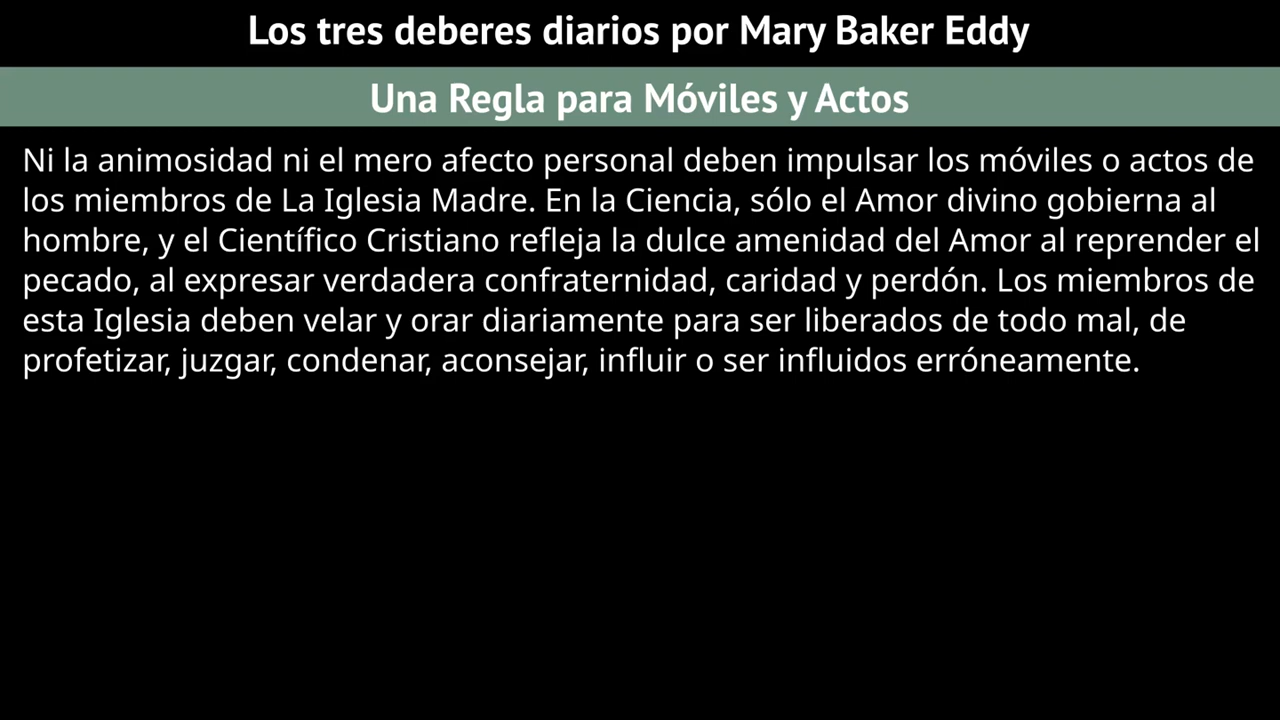 Los tres deberes diarios por Mary Baker Eddy
Una Regla para Móviles y Actos
Ni la animosidad ni el mero afecto personal deben impulsar los móviles o actos de
los miembros de La Iglesia Madre. En la Ciencia, sólo el Amor divino gobierna al
hombre, y el Científico Cristiano refleja la dulce amenidad del Amor al reprender el
pecado, al expresar verdadera confraternidad, caridad y perdón. Los miembros de
esta Iglesia deben velar y orar diariamente para ser liberados de todo mal, de
profetizar, juzgar, condenar, aconsejar, influir o ser influidos erróneamente.